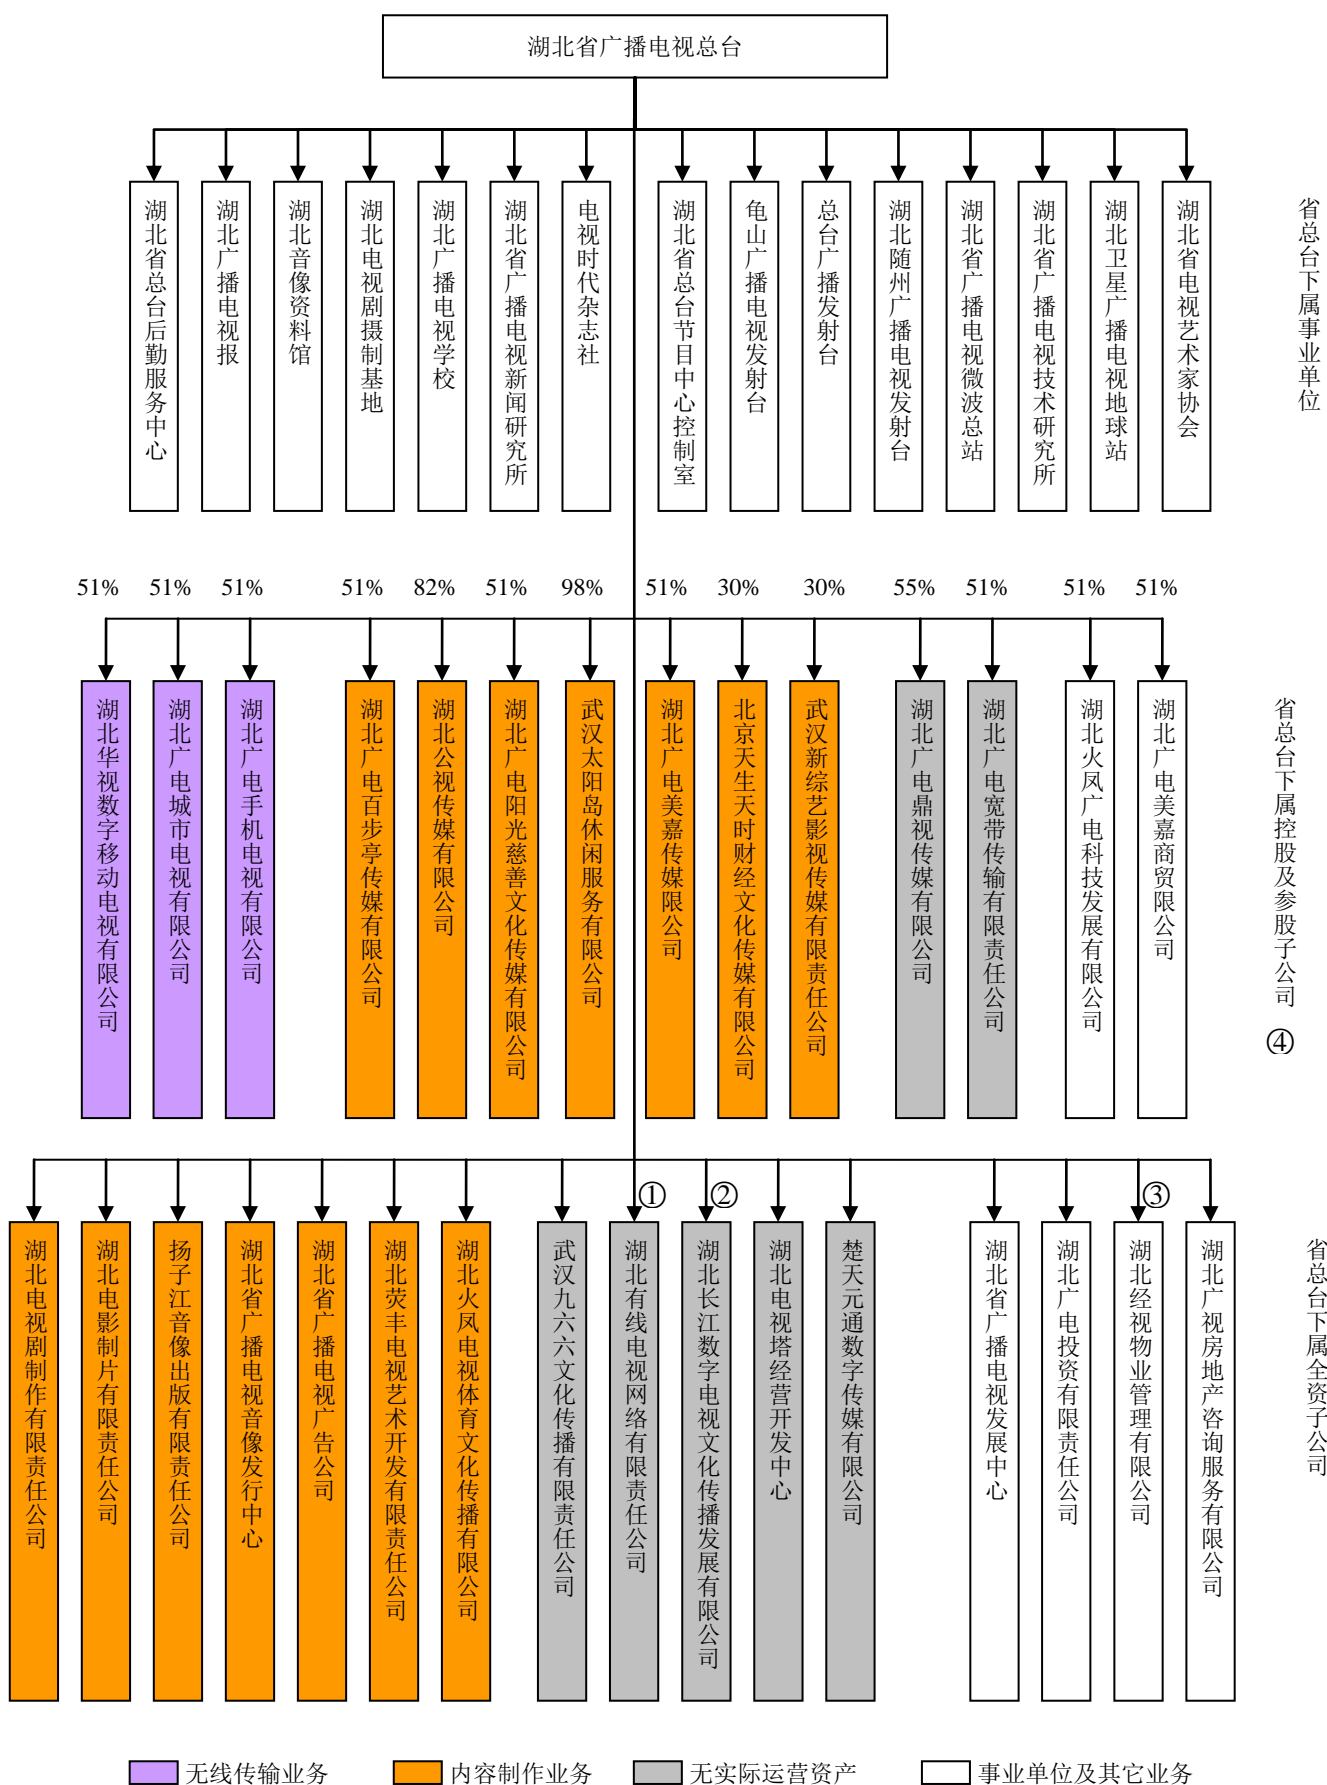 湖北省广播电视总台
湖北省总台后勤服务中心
湖北广播电视报
湖北音像资料馆
湖北电视剧摄制基地
湖北广播电视学校
湖北省广播电视新闻研究所
电视时代杂志社
湖北省总台节目中心控制室
龟山广播电视发射台
总台广播发射台
湖北随州广播电视发射台
湖北省广播电视微波总站
湖北省广播电视技术研究所
湖北卫星广播电视地球站
湖北省电视艺术家协会
省总台下属事业单位
51% 51% 51% 51% 82% 51% 98% 51% 30% 30% 55% 51% 51% 51%
湖北华视数字移动电视有限公司
湖北广电城市电视有限公司
湖北广电手机电视有限公司
湖北广电百步亭传媒有限公司
湖北公视传媒有限公司
湖北广电阳光慈善文化传媒有限公司
武汉太阳岛休闲服务有限公司
湖北广电美嘉传媒限公司
北京天生天时财经文化传媒有限公司
武汉新综艺影视传媒有限责任公司
湖北广电鼎视传媒有限公司
湖北广电宽带传输有限责任公司
湖北火凤广电科技发展有限公司
湖北广电美嘉商贸限公司
省总台下属控股及参股子公司
④
① ② ③
湖北电视剧制作有限责任公司
湖北电影制片有限责任公司
扬子江音像出版有限责任公司
湖北省广播电视音像发行中心
湖北省广播电视广告公司
湖北荧丰电视艺术开发有限责任公司
湖北火凤电视体育文化传播有限公司
武汉九六六文化传播有限责任公司
湖北有线电视网络有限责任公司
湖北长江数字电视文化传播发展有限公司
湖北电视塔经营开发中心
楚天元通数字传媒有限公司
湖北省广播电视发展中心
湖北广电投资有限责任公司
湖北经视物业管理有限公司
湖北广视房地产咨询服务有限公司
省总台下属全资子公司
无线传输业务 内容制作业务 无实际运营资产 事业单位及其它业务